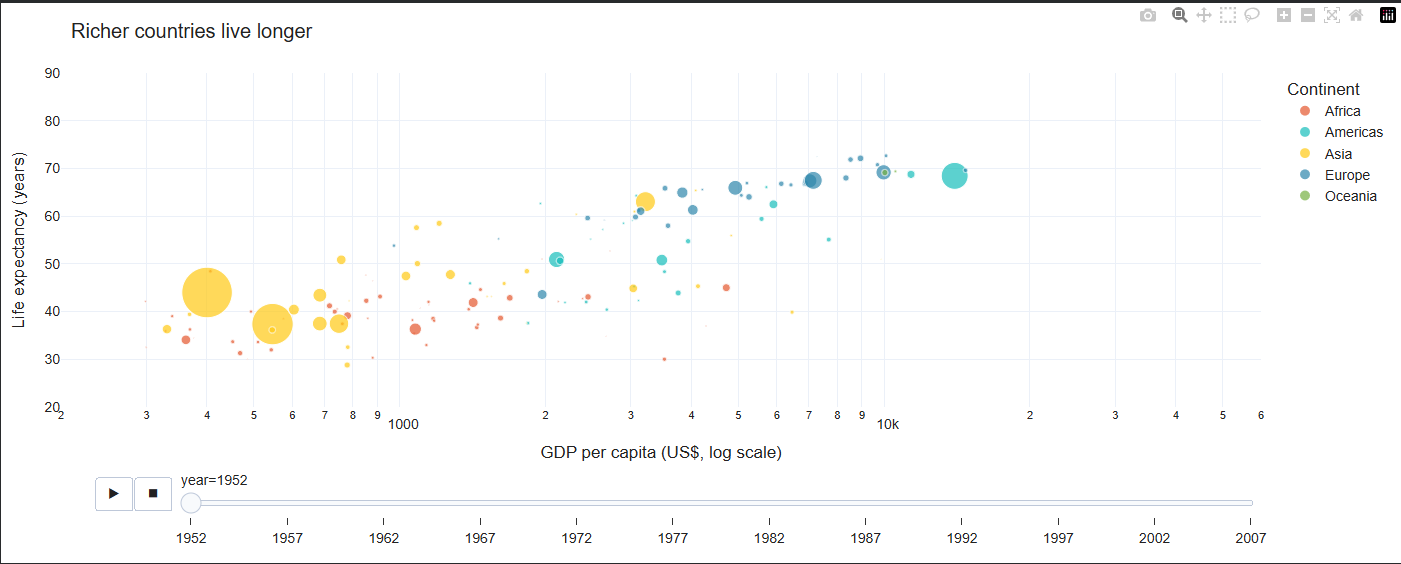 Richer countries live longer
90
80
70
60
50
40
30
20
Life expectancy (years)
2 3 4 5 6 7 8 9 1000 2 3 4 5 6 7 8 9 10k 2 3 4 5 6
GDP per capita (US$, log scale)
Continent
Africa
Americas
Asia
Europe
Oceania
year=1952
1952 1957 1962 1967 1972 1977 1982 1987 1992 1997 2002 2007